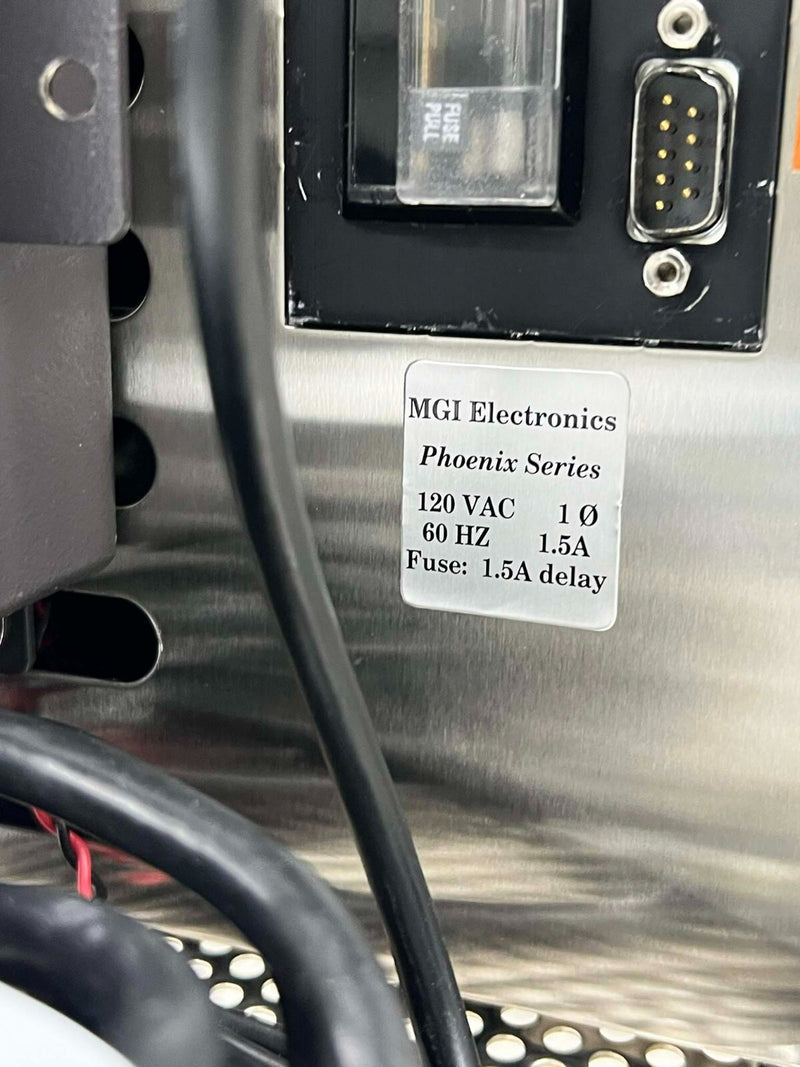 FUSE
PULL
MGI Electronics
Phoenix Series
120 VAC 1 Ø
60 HZ 1.5A
Fuse: 1.5A delay